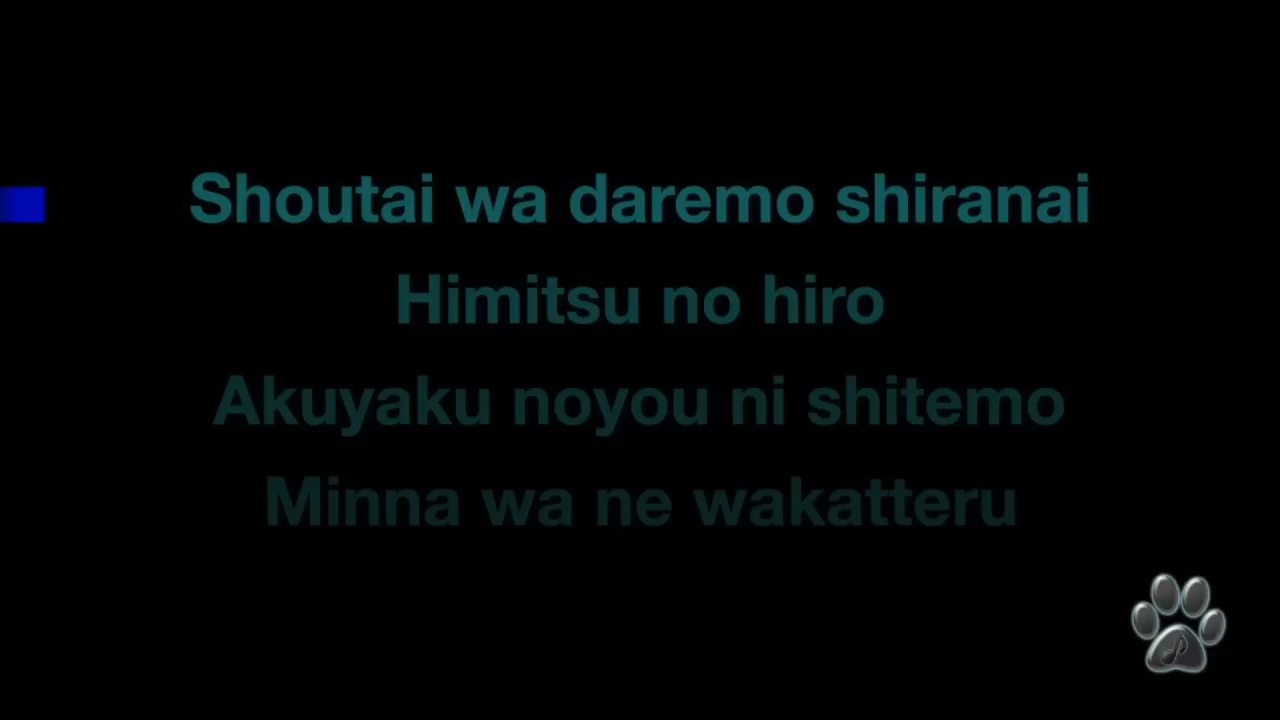 Shoutai wa daremo shiranai
Himitsu no hiro
Akuyaku noyou ni shitemo
Minna wa ne wakatteru